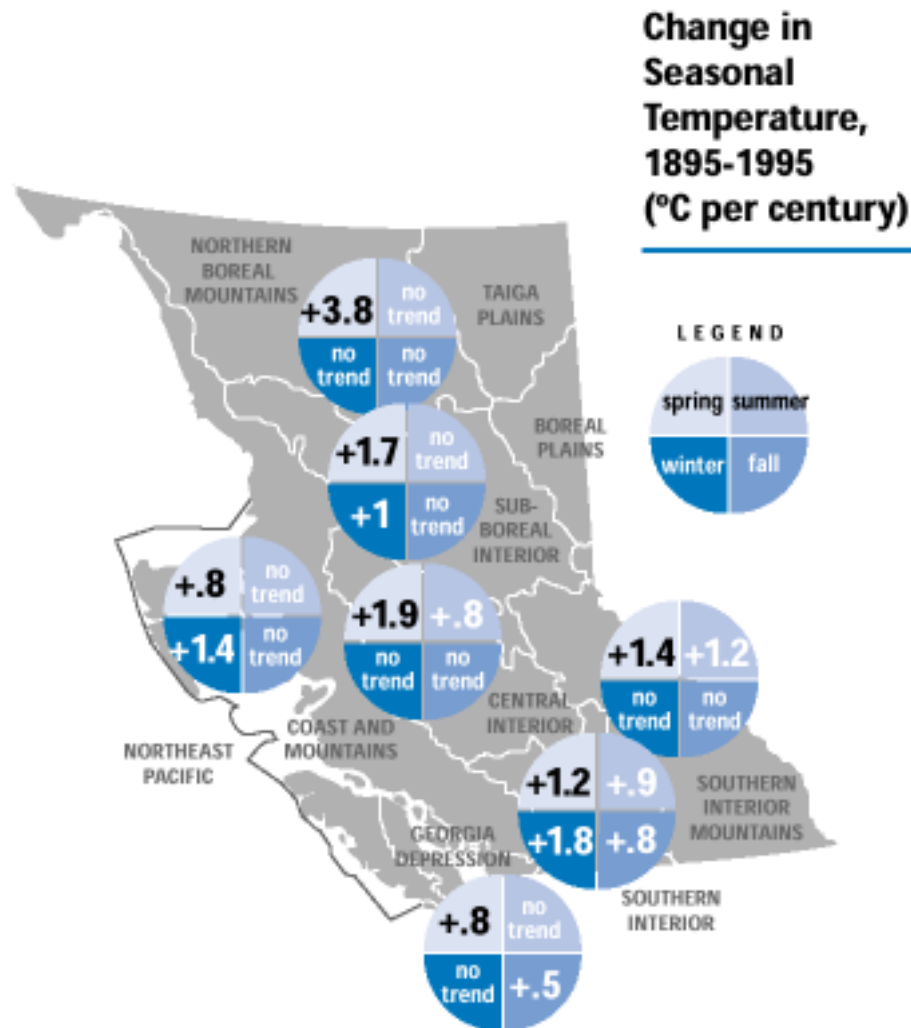 Change in
Seasonal
Temperature,
1895-1995
(ºC per century)
NORTHERN
BOREAL
MOUNTAINS
TAIGA
PLAINS
+3.8
no
trend
no
trend
no
trend
LEGEND
spring
summer
winter
fall
BOREAL
PLAINS
+1.7
no
trend
+1
no
trend
SUB-
BOREAL
INTERIOR
+.8
no
trend
+1.4
no
trend
+1.9
+.8
no
trend
no
trend
+1.4
+1.2
no
trend
no
trend
CENTRAL
INTERIOR
COAST AND
MOUNTAINS
NORTHEAST
PACIFIC
+1.2
+.9
+1.8
+.8
SOUTHERN
INTERIOR
MOUNTAINS
GEORGIA
DEPRESSION
SOUTHERN
INTERIOR
+.8
no
trend
no
trend
+.5